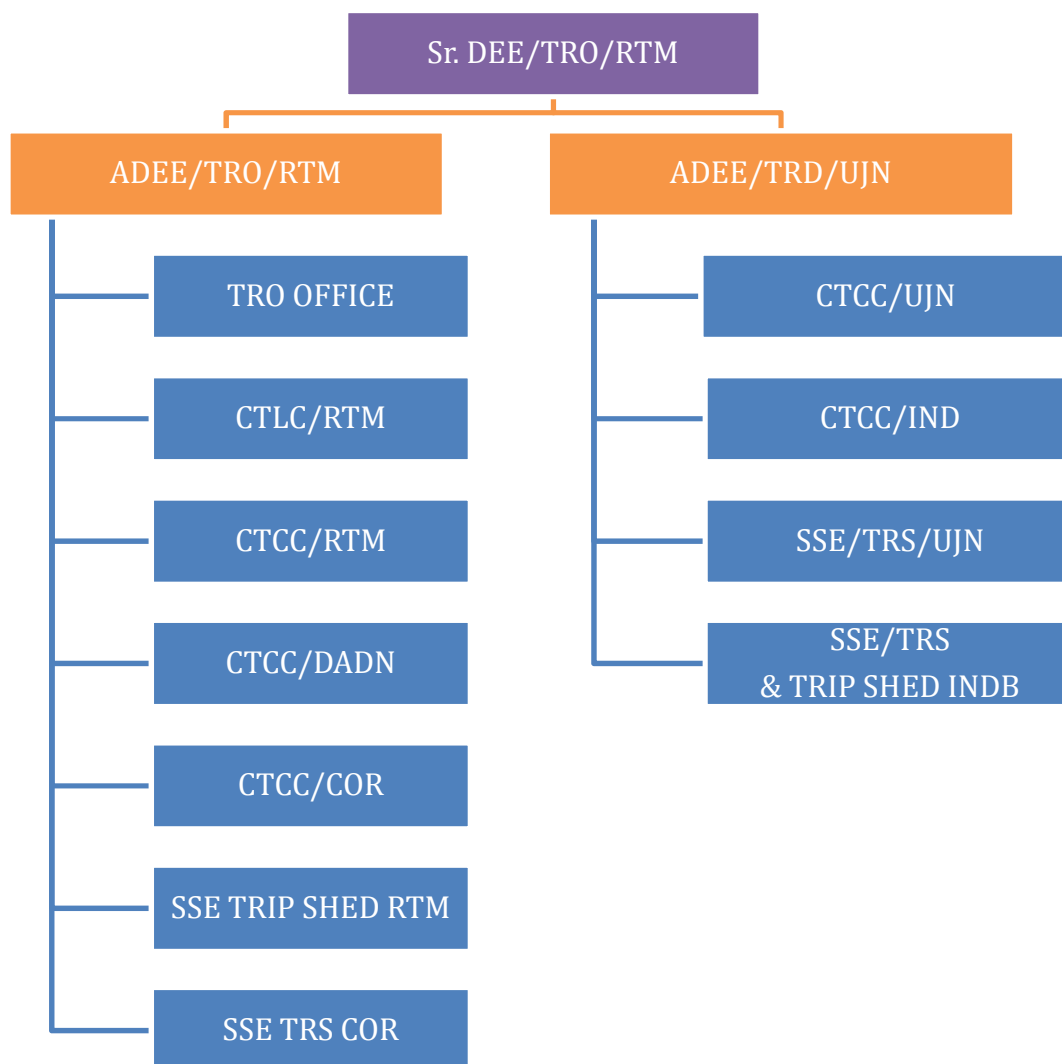 Sr. DEE/TRO/RTM
ADEE/TRO/RTM
TRO OFFICE
CTLC/RTM
CTCC/RTM
CTCC/DADN
CTCC/COR
SSE TRIP SHED RTM
SSE TRS COR
ADEE/TRD/UJN
CTCC/UJN
CTCC/IND
SSE/TRS/UJN
SSE/TRS
& TRIP SHED INDB